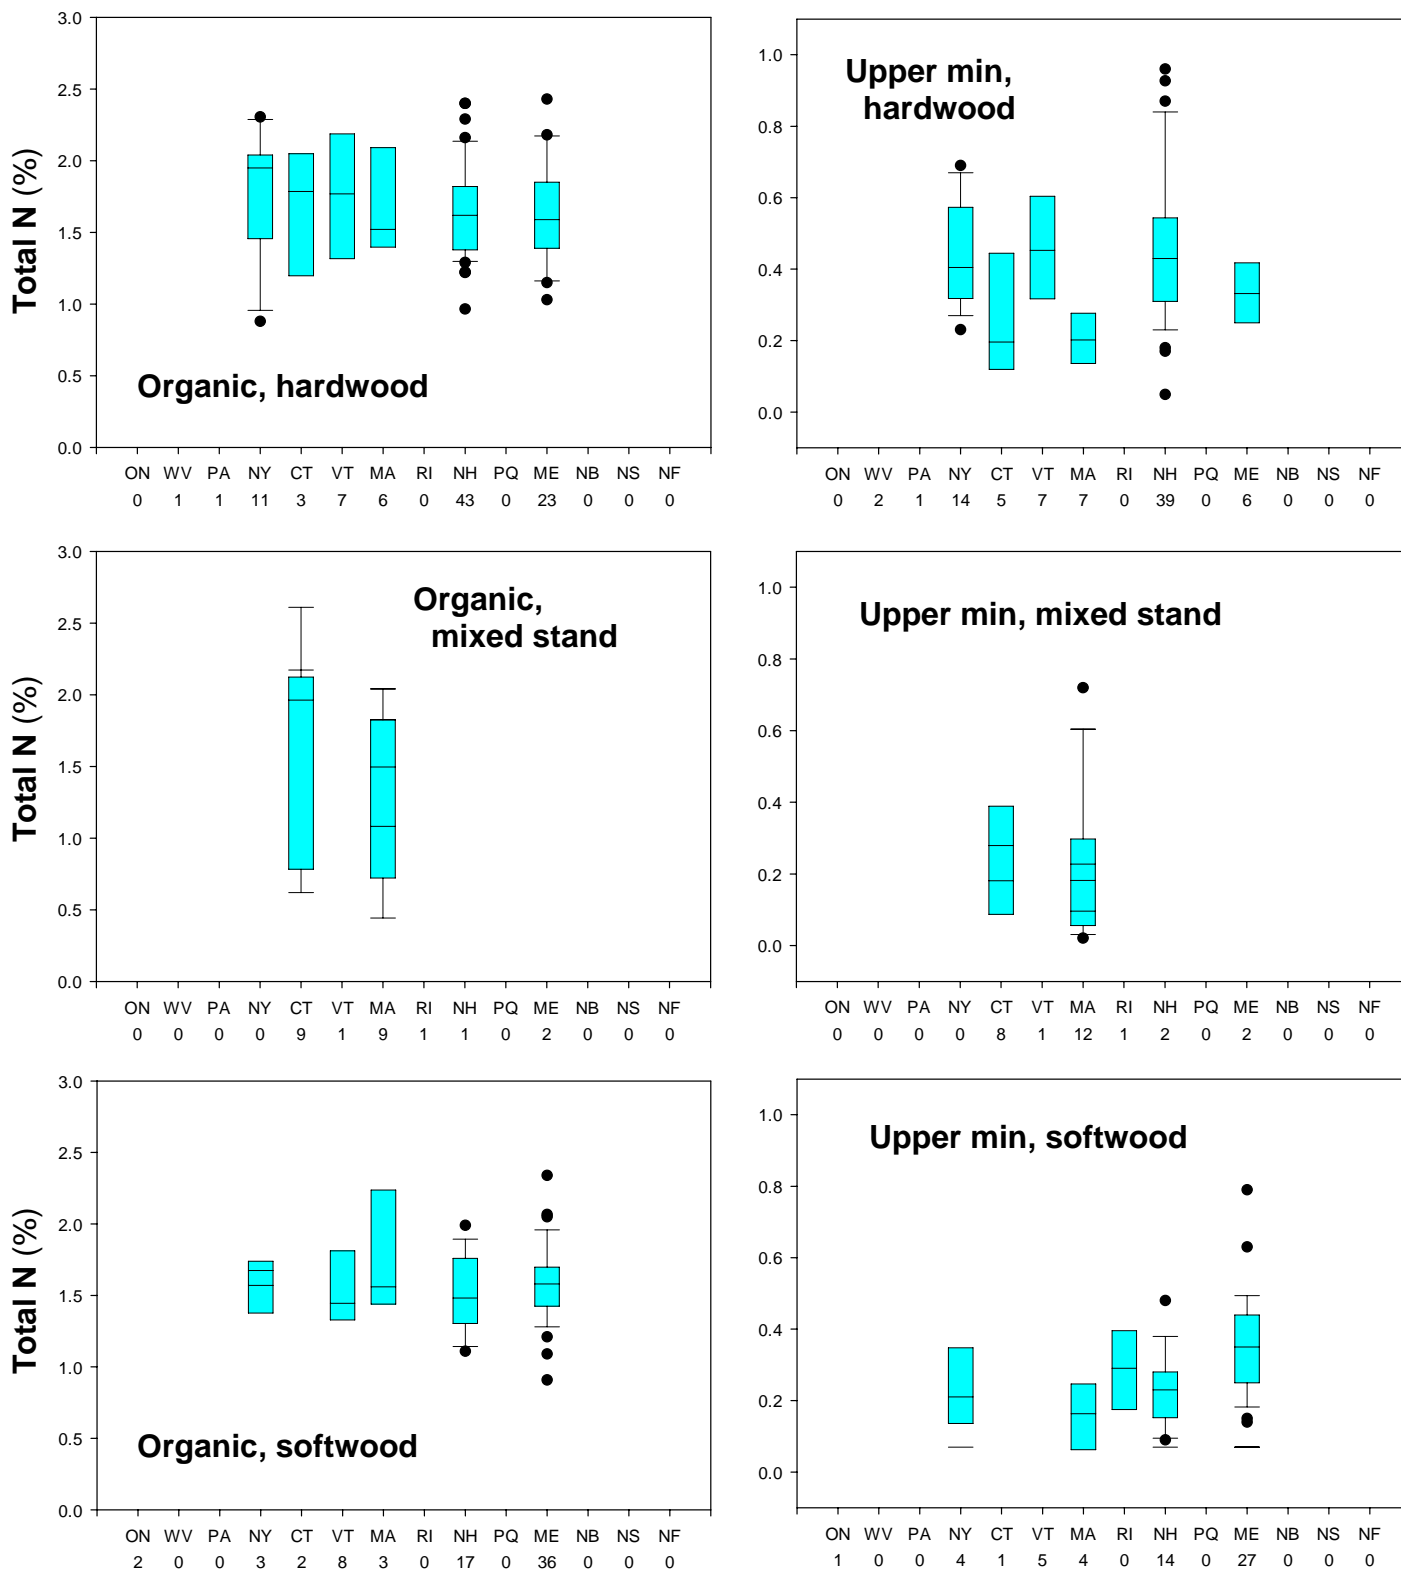 Total N (%)
3.0
2.5
2.0
1.5
1.0
0.5
0.0
Organic, hardwood
ON WV PA NY CT VT MA RI NH PQ ME NB NS NF
0 1 1 11 3 7 6 0 43 0 23 0 0 0
1.0
0.8
0.6
0.4
0.2
0.0
Upper min,
hardwood
ON WV PA NY CT VT MA RI NH PQ ME NB NS NF
0 2 1 14 5 7 7 0 39 0 6 0 0 0
Total N (%)
3.0
2.5
2.0
1.5
1.0
0.5
0.0
Organic,
mixed stand
ON WV PA NY CT VT MA RI NH PQ ME NB NS NF
0 0 0 0 9 1 9 1 1 0 2 0 0 0
1.0
0.8
0.6
0.4
0.2
0.0
Upper min, mixed stand
ON WV PA NY CT VT MA RI NH PQ ME NB NS NF
0 0 0 0 8 1 12 1 2 0 2 0 0 0
Total N (%)
3.0
2.5
2.0
1.5
1.0
0.5
0.0
Organic, softwood
ON WV PA NY CT VT MA RI NH PQ ME NB NS NF
2 0 0 3 2 8 3 0 17 0 36 0 0 0
1.0
0.8
0.6
0.4
0.2
0.0
Upper min, softwood
ON WV PA NY CT VT MA RI NH PQ ME NB NS NF
1 0 0 4 1 5 4 0 14 0 27 0 0 0